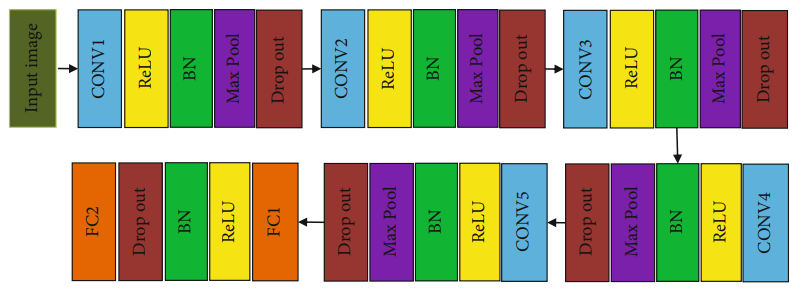 Input image
CONV1
ReLU
BN
Max Pool
Drop out
CONV2
ReLU
BN
Max Pool
Drop out
CONV3
ReLU
BN
Max Pool
Drop out
CONV4
ReLU
BN
Max Pool
Drop out
CONV5
ReLU
BN
Max Pool
Drop out
FC1
ReLU
BN
Drop out
FC2